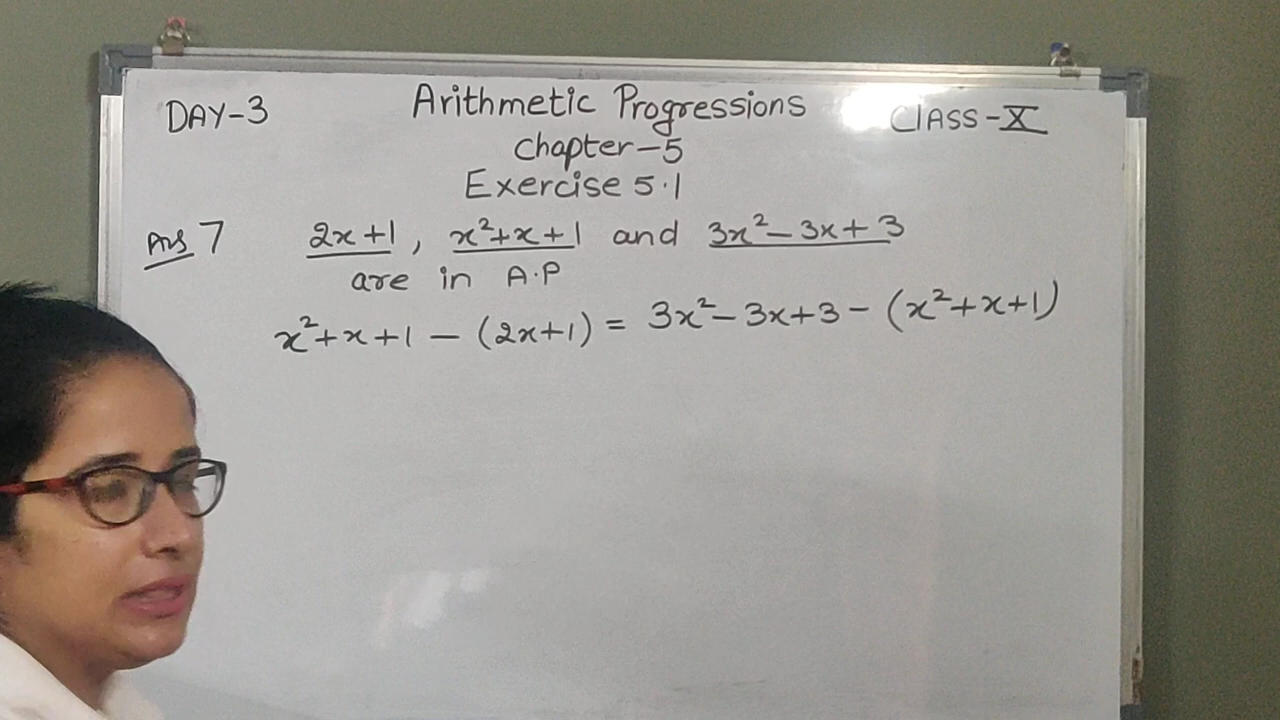 DAY-3 Arithmetic Progressions Class-X
Chapter-5
Exercise 5.1
Ans 7 2x+1, x²+x+1 and 3x²-3x+3
are in A.P
x²+x+1-(2x+1)= 3x²-3x+3-(x²+x+1)